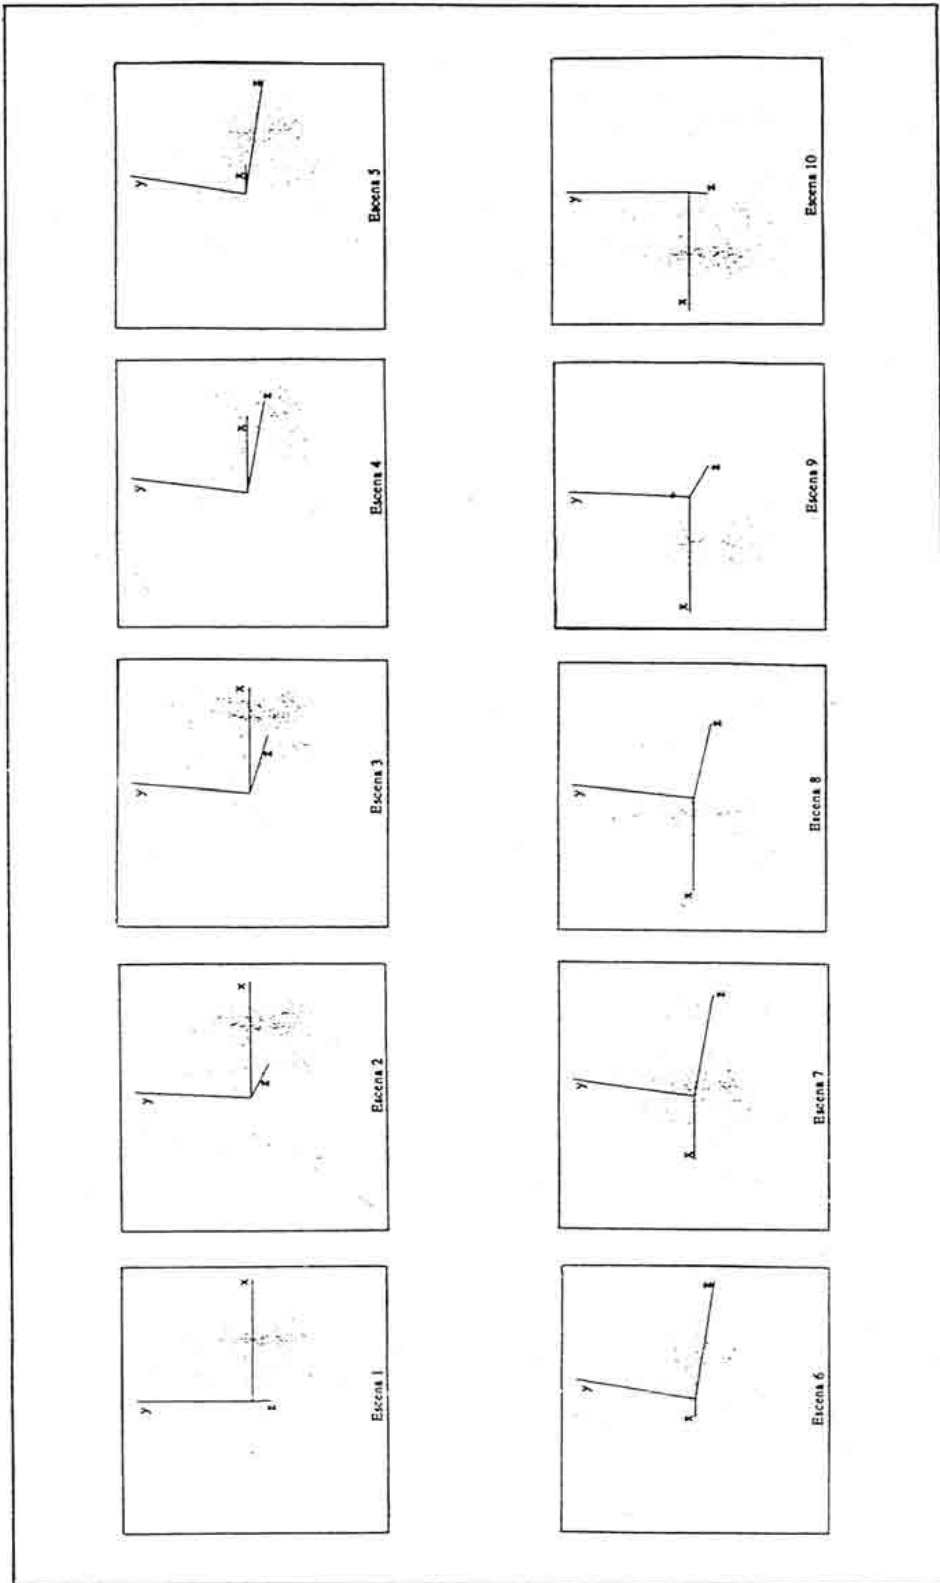 y
x
z
Escena 1
y
x
z
Escena 2
y
x
z
Escena 3
y
x
z
Escena 4
y
x
z
Escena 5
y
x
z
Escena 6
y
x
z
Escena 7
y
x
z
Escena 8
y
x
z
Escena 9
y
x
z
Escena 10